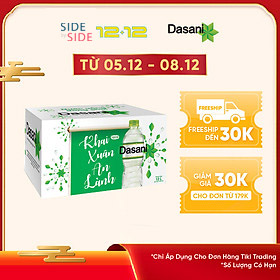 SIDE
SIDE
12.12
Dasani
TỪ 05.12 - 08.12
Khai Xuân
An Lành
Dasani
FREESHIP
FREESHIP
ĐẾN 30K
GIẢM
GIÁ 30K
CHO ĐƠN TỪ 179K
*Chỉ Áp Dụng Cho Đơn Hàng Tiki Trading
*Số Lượng Có Hạn